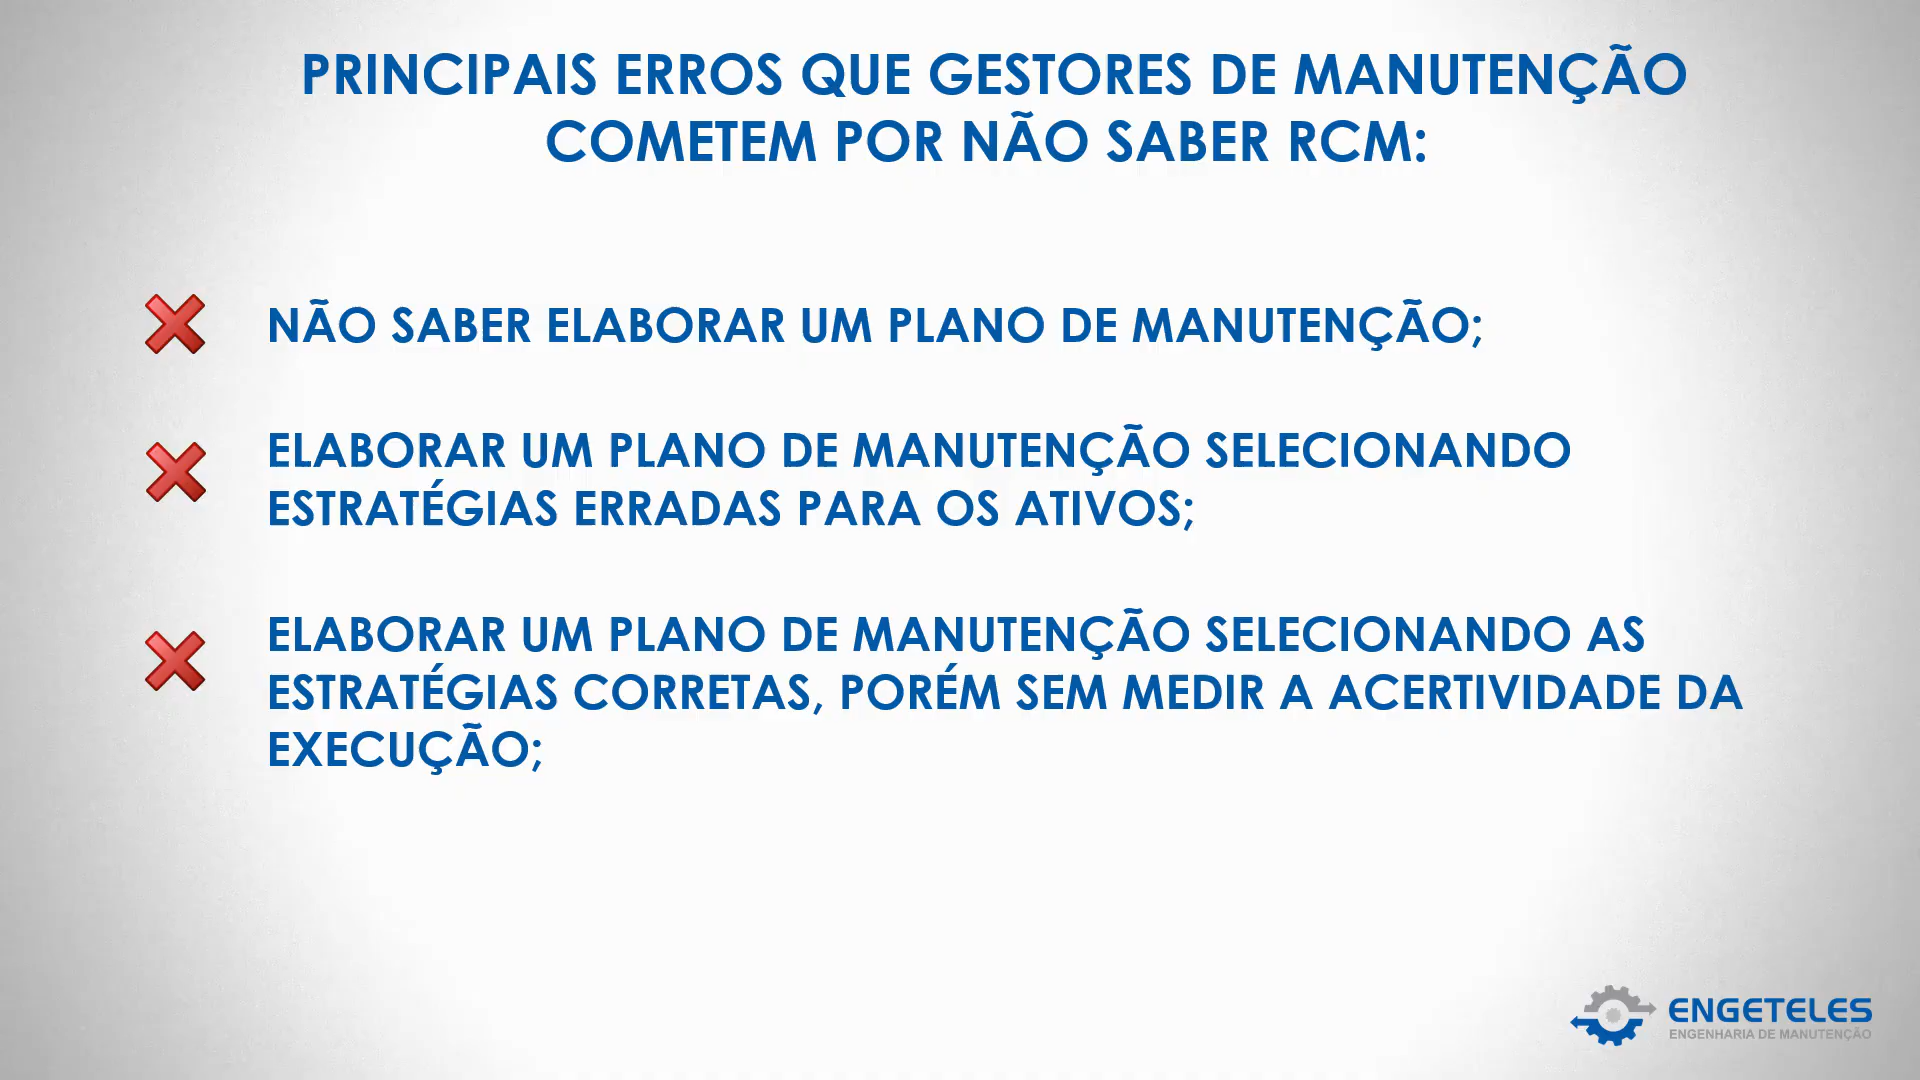 PRINCIPAIS ERROS QUE GESTORES DE MANUTENÇÃO
COMETEM POR NÃO SABER RCM:
NÃO SABER ELABORAR UM PLANO DE MANUTENÇÃO;
ELABORAR UM PLANO DE MANUTENÇÃO SELECIONANDO
ESTRATÉGIAS ERRADAS PARA OS ATIVOS;
ELABORAR UM PLANO DE MANUTENÇÃO SELECIONANDO AS
ESTRATÉGIAS CORRETAS, PORÉM SEM MEDIR A ACERTIVIDADE DA
EXECUÇÃO;
ENGETELES
ENGENHARIA DE MANUTENÇÃO